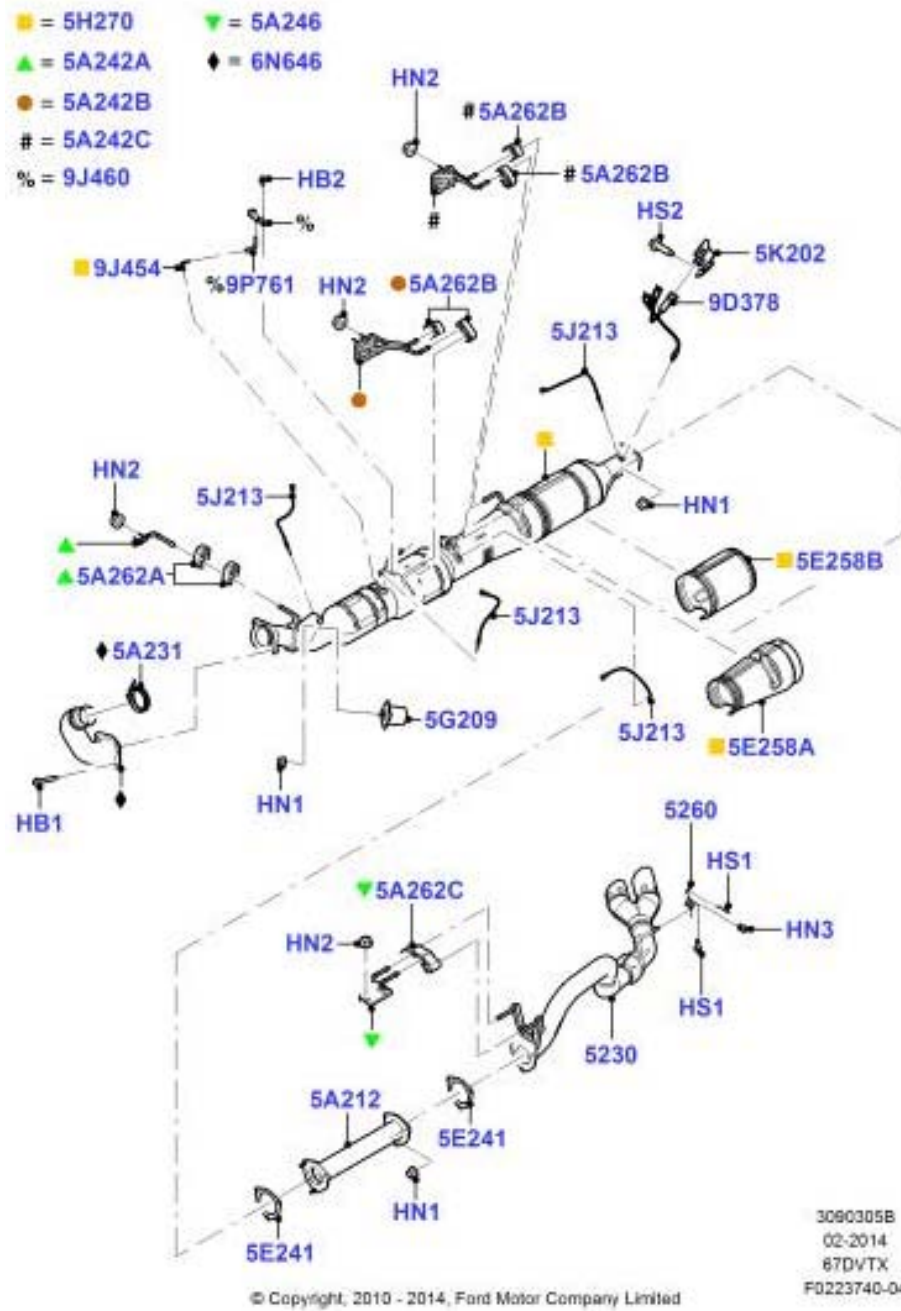 = 5H270
= 5A246
= 5A242A
= 6N646
= 5A242B
# = 5A242C
% = 9J460
HN2
# 5A262B
HB2
%
# 5A262B
#
HS2
5K202
9J454
%9P761
HN2
5A262B
9D378
5J213
HN2
5J213
HN1
5A262A
5E258B
5A231
5J213
5G209
5J213
5E258A
HB1
HN1
5260
HS1
5A262C
HN2
HN3
HS1
5230
5A212
5E241
HN1
5E241
3090305B
02-2014
67DVTX
F0223740-04
© Copyright, 2010 - 2014, Ford Motor Company Limited